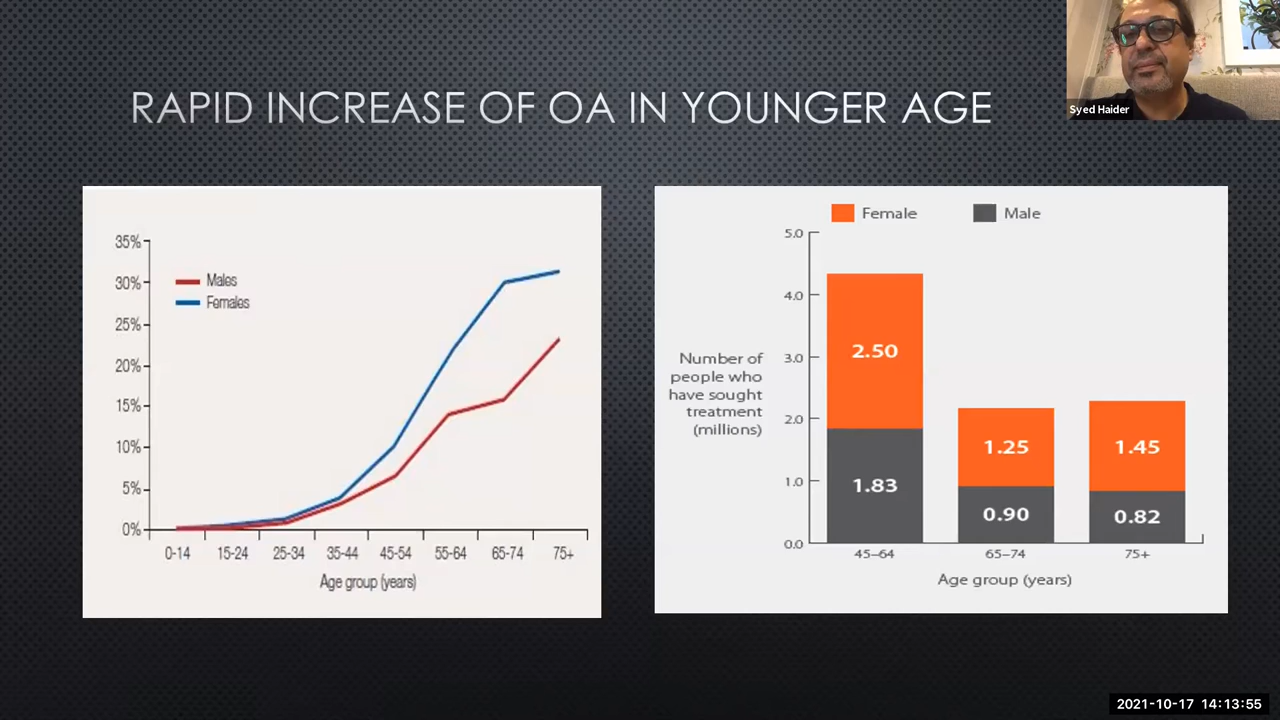 RAPID INCREASE OF OA IN YOUNGER AGE
Syed Haider
35%
30%
25%
20%
15%
10%
5%
0%
Males
Females
0-14 15-24 25-34 35-44 45-54 55-64 65-74 75+
Age group (years)
Female Male
Number of
people who
have sought
treatment
(millions)
5.0
4.0
3.0
2.0
1.0
0.0
2.50
1.83
1.25
0.90
1.45
0.82
45–64 65–74 75+
Age group (years)
2021-10-17 14:13:55